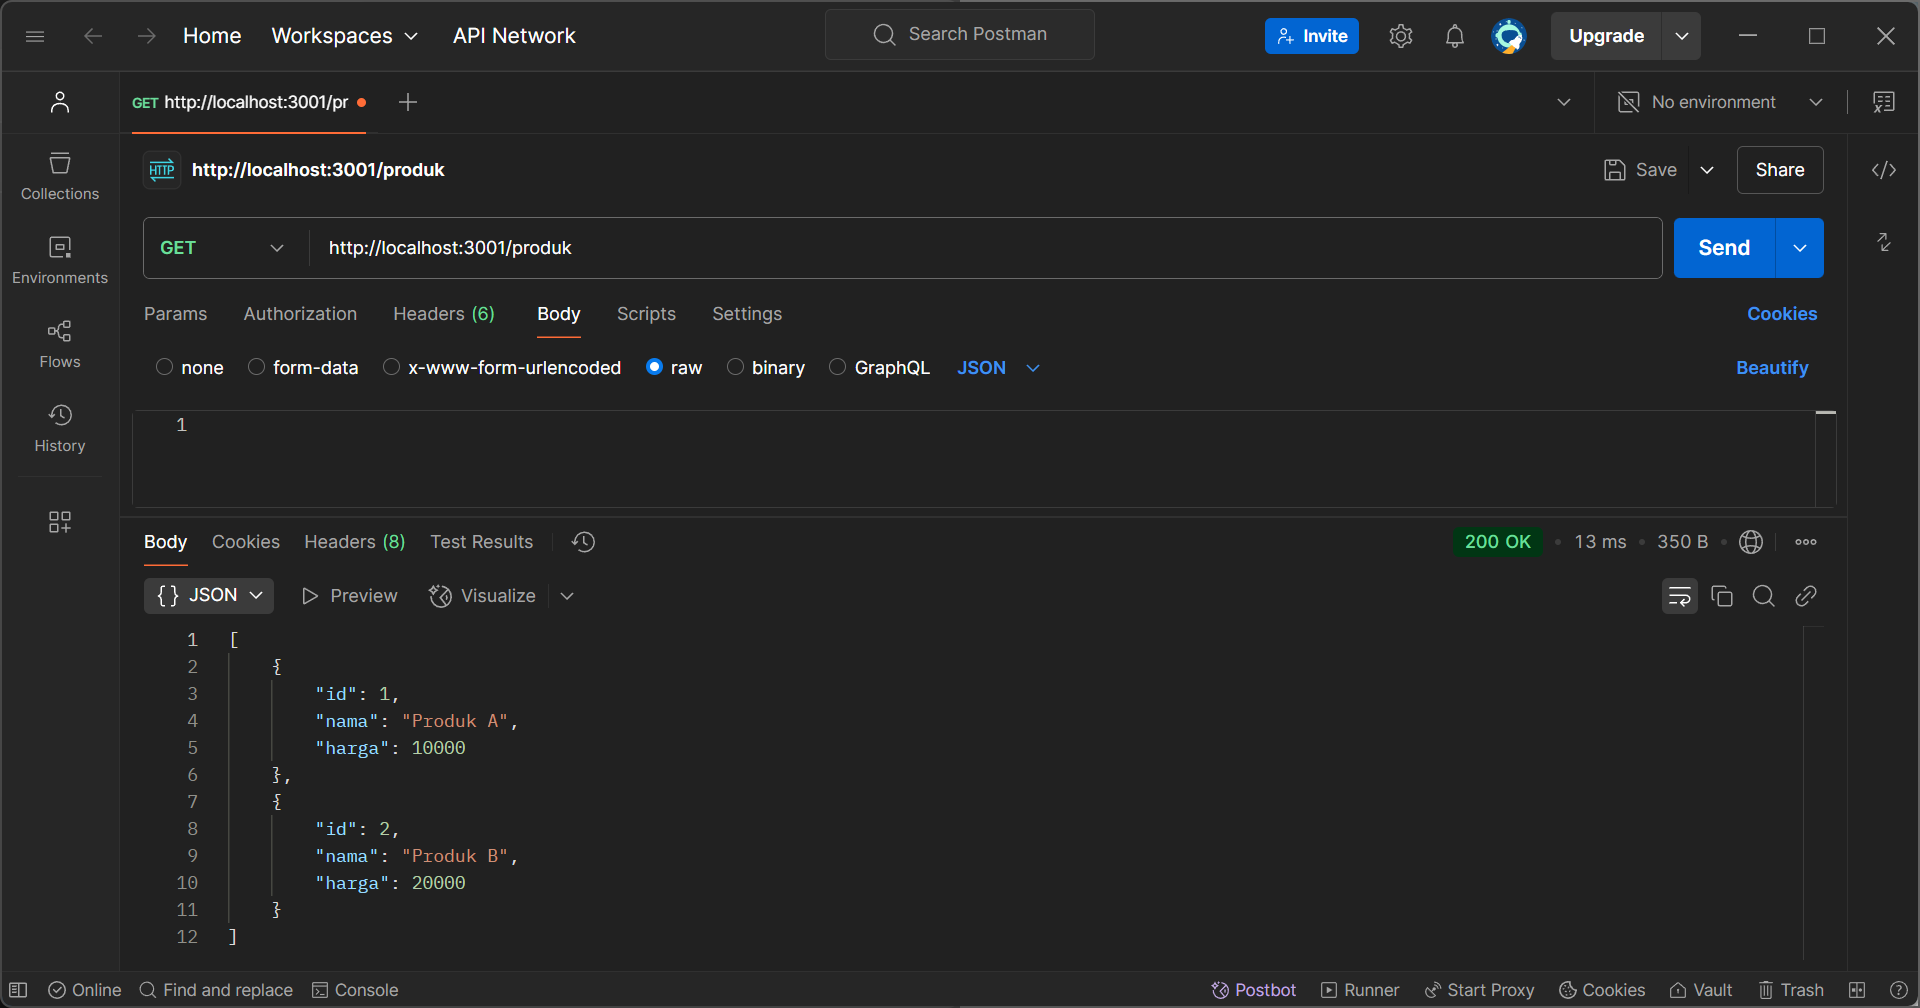 Home Workspaces API Network Search Postman Invite Upgrade
GET http://localhost:3001/pr No environment
HTTP http://localhost:3001/produk Save Share
Collections
GET http://localhost:3001/produk Send
Environments
Params Authorization Headers (6) Body Scripts Settings Cookies
Flows
none form-data x-www-form-urlencoded raw binary GraphQL JSON Beautify
1
History
Body Cookies Headers (8) Test Results 200 OK • 13 ms • 350 B •
{} JSON Preview Visualize
1 [
2 {
3 "id": 1,
4 "nama": "Produk A",
5 "harga": 10000
6 },
7 {
8 "id": 2,
9 "nama": "Produk B",
10 "harga": 20000
11 }
12 ]
Online Find and replace Console Postbot Runner Start Proxy Cookies Vault Trash